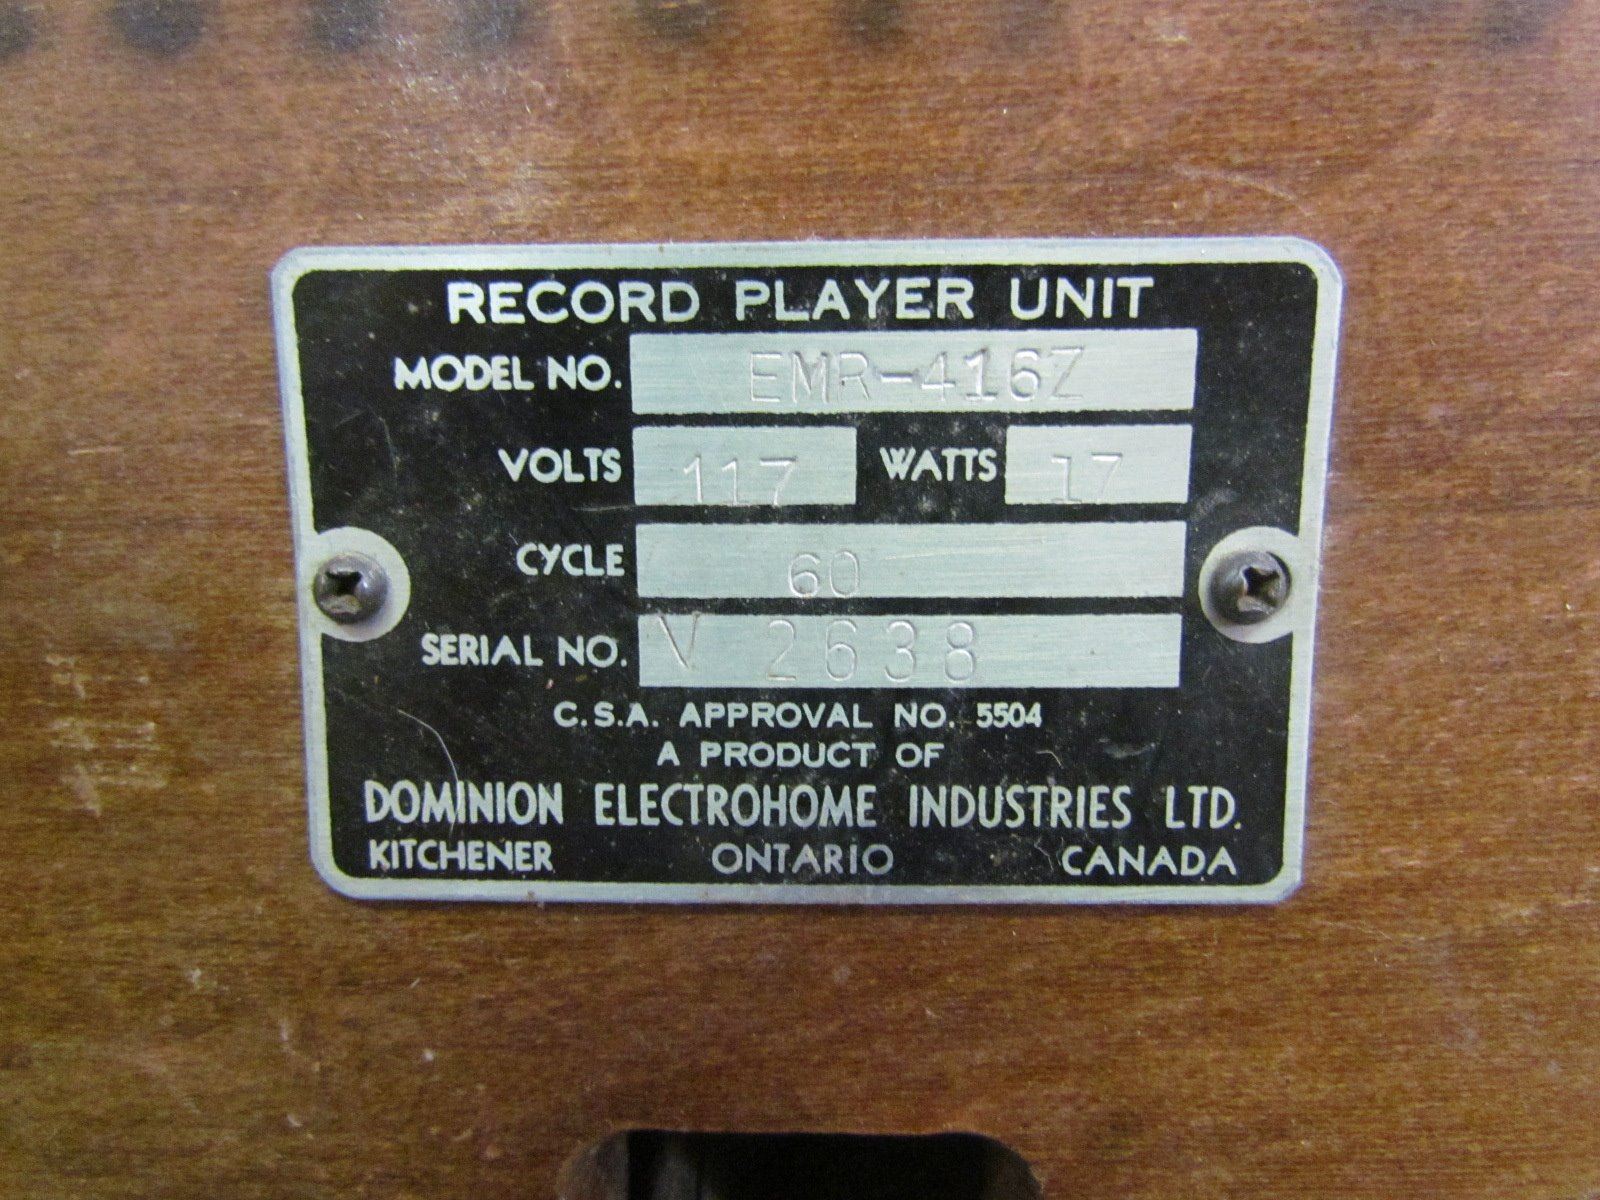 RECORD PLAYER UNIT
MODEL NO. EMR-416Z
VOLTS 117 WATTS 17
CYCLE 60
SERIAL NO. V 2638
C.S.A. APPROVAL NO. 5504
A PRODUCT OF
DOMINION ELECTROHOME INDUSTRIES LTD.
KITCHENER ONTARIO CANADA